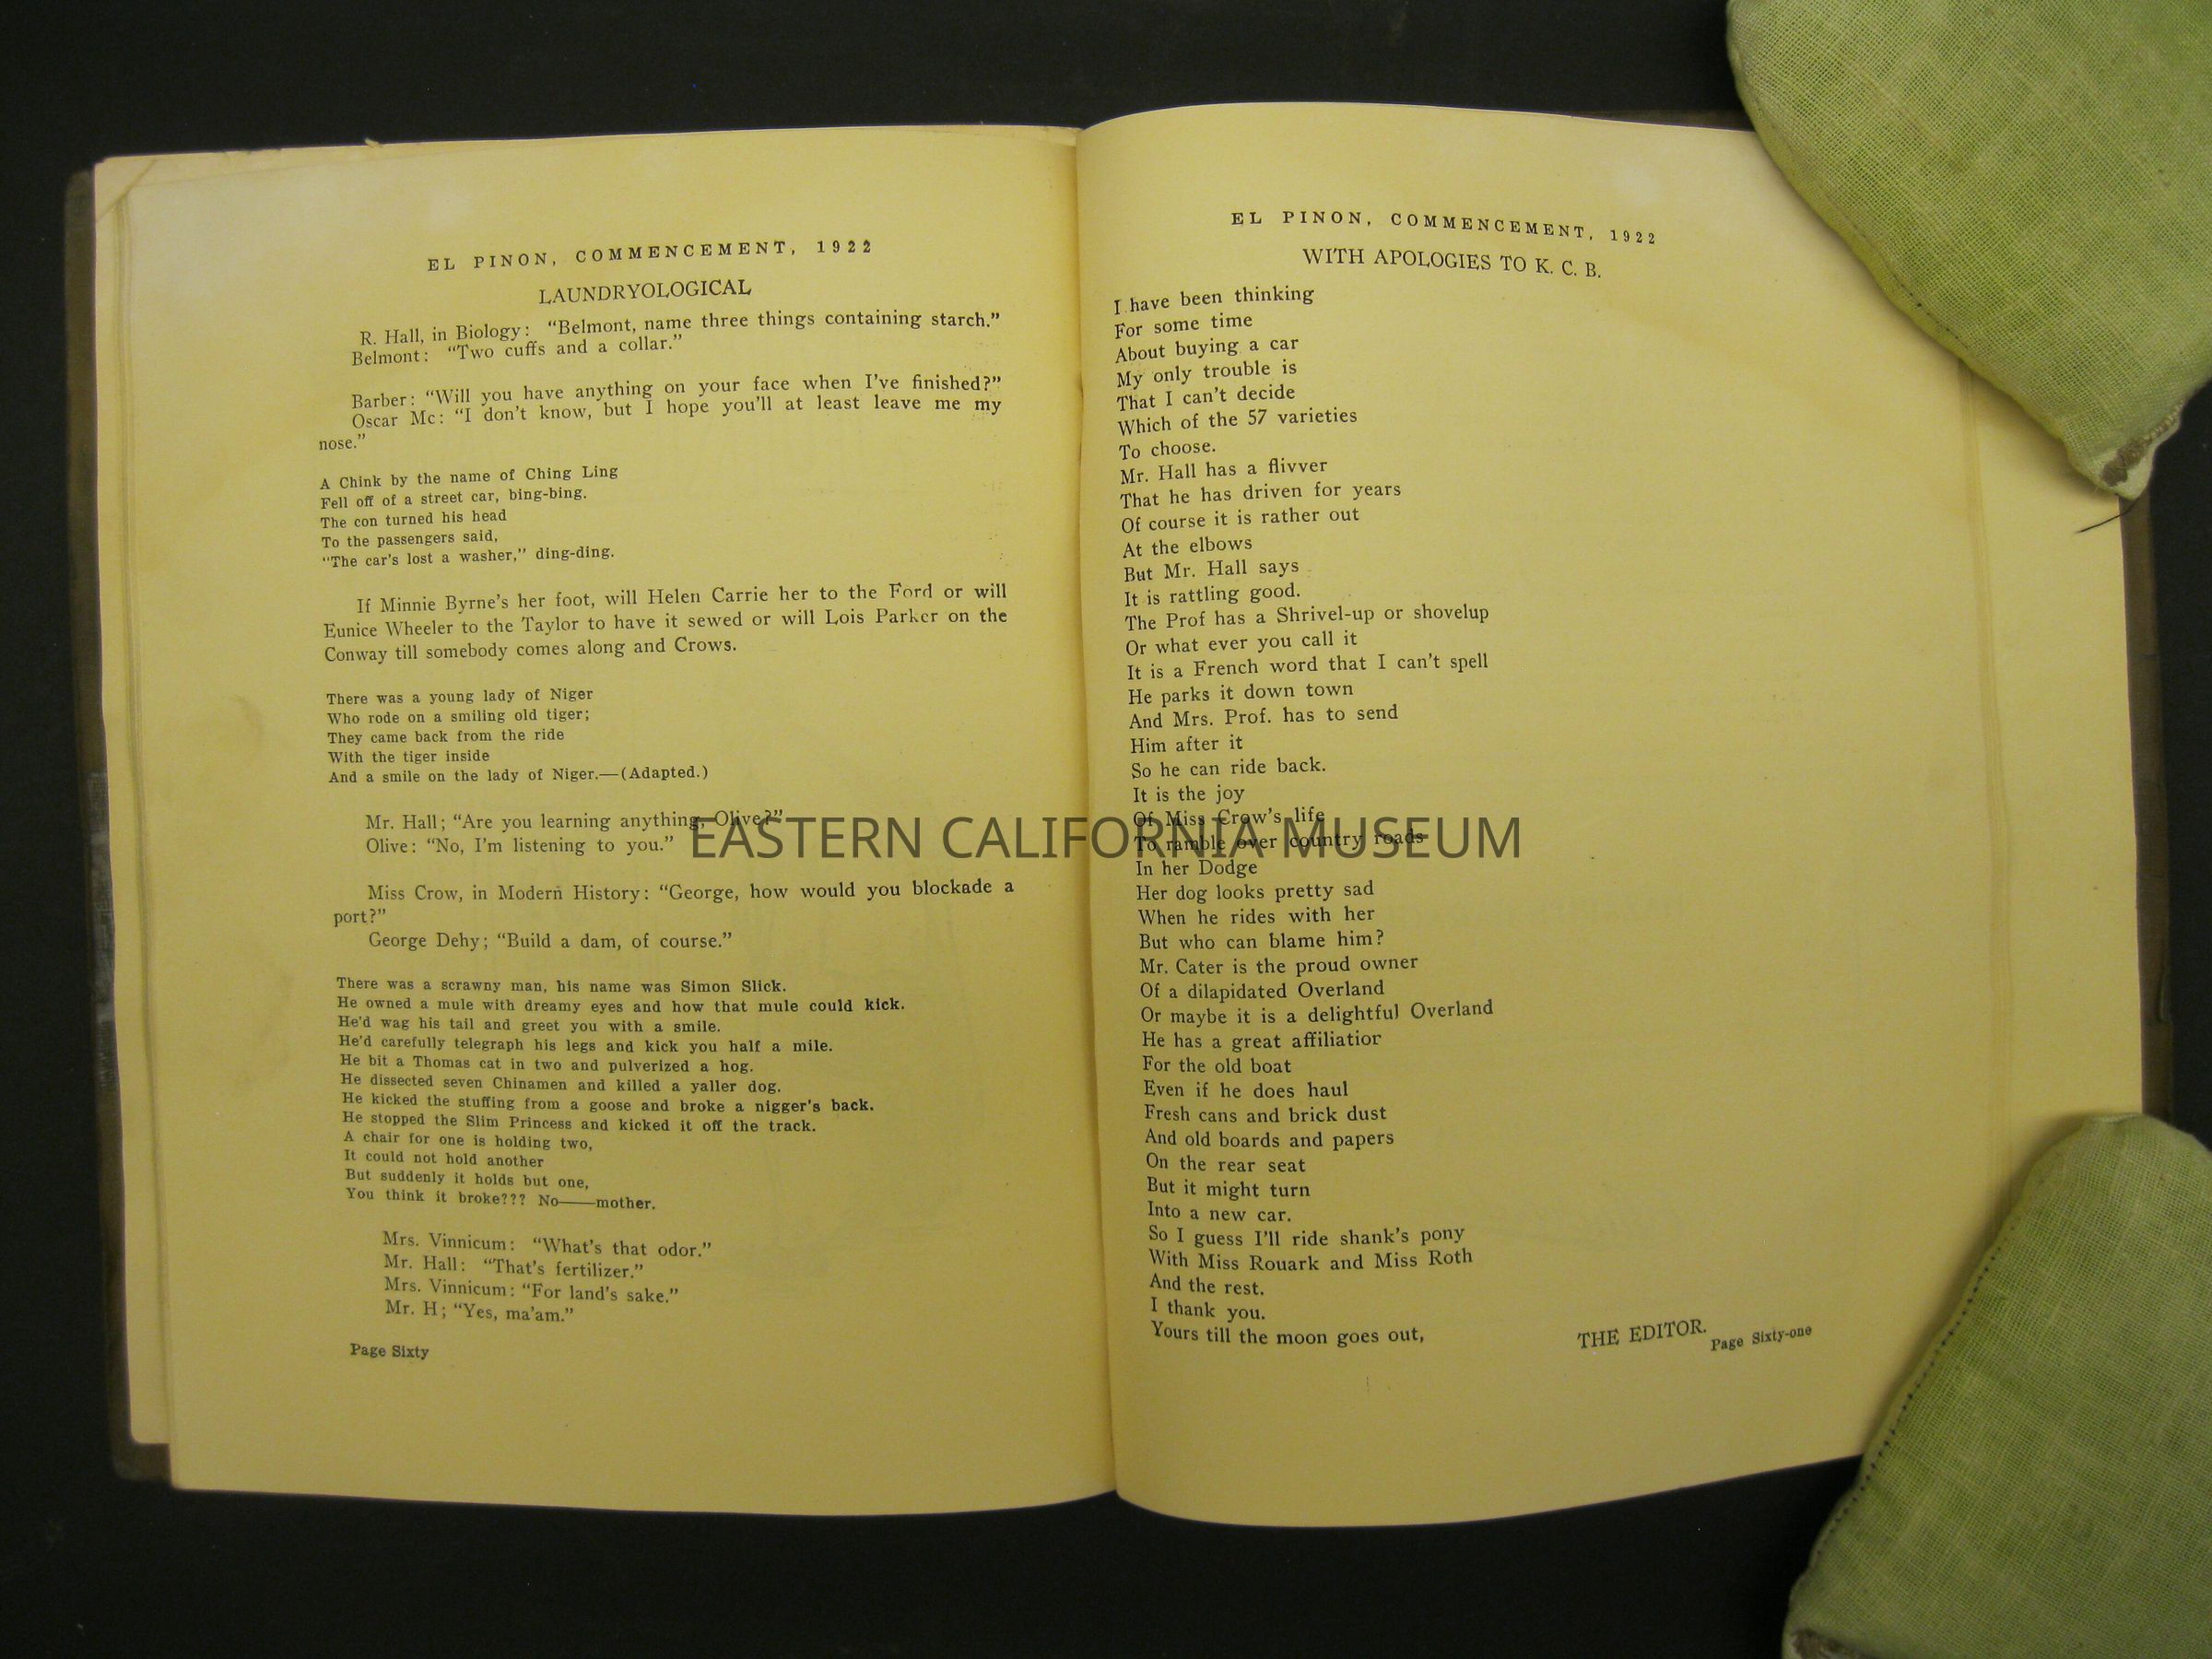 EL PINON, COMMENCEMENT, 1922
LAUNDRYOLOGICAL
R. Hall, in Biology: “Belmont, name three things containing starch.”
Belmont: “Two cuffs and a collar.”
Barber: “Will you have anything on your face when I've finished?”
Oscar Mc: “I don't know, but I hope you'll at least leave me my
nose.”
A Chink by the name of Ching Ling
Fell off of a street car, bing-bing.
The con turned his head
To the passengers said,
“The car's lost a washer,” ding-ding.
If Minnie Byrne's her foot, will Helen Carrie her to the Ford or will
Eunice Wheeler to the Taylor to have it sewed or will Lois Parker on the
Conway till somebody comes along and Crows.
There was a young lady of Niger
Who rode on a smiling old tiger;
They came back from the ride
With the tiger inside
And a smile on the lady of Niger.—(Adapted.)
Mr. Hall; “Are you learning anything, Olive?”
Olive: “No, I'm listening to you.”
Miss Crow, in Modern History: “George, how would you blockade a
port?”
George Dehy; “Build a dam, of course.”
There was a scrawny man, his name was Simon Slick.
He owned a mule with dreamy eyes and how that mule could kick.
He'd wag his tail and greet you with a smile.
He'd carefully telegraph his legs and kick you half a mile.
He bit a Thomas cat in two and pulverized a hog.
He dissected seven Chinamen and killed a yaller dog.
He kicked the stuffing from a goose and broke a nigger's back.
He stopped the Slim Princess and kicked it off the track.
A chair for one is holding two,
It could not hold another
But suddenly it holds but one,
You think it broke??? No——mother.
Mrs. Vinnicum: “What's that odor.”
Mr. Hall: “That's fertilizer.”
Mrs. Vinnicum: “For land's sake.”
Mr. H; “Yes, ma'am.”
Page Sixty
EL PINON, COMMENCEMENT, 1922
WITH APOLOGIES TO K. C. B.
I have been thinking
For some time
About buying a car
My only trouble is
That I can't decide
Which of the 57 varieties
To choose.
Mr. Hall has a flivver
That he has driven for years
Of course it is rather out
At the elbows
But Mr. Hall says
It is rattling good.
The Prof has a Shrivel-up or shovelup
Or what ever you call it
It is a French word that I can't spell
He parks it down town
And Mrs. Prof. has to send
Him after it
So he can ride back.
It is the joy
Of Miss Crow's life
To ramble over country roads
In her Dodge
Her dog looks pretty sad
When he rides with her
But who can blame him?
Mr. Cater is the proud owner
Of a dilapidated Overland
Or maybe it is a delightful Overland
He has a great affiliatior
For the old boat
Even if he does haul
Fresh cans and brick dust
And old boards and papers
On the rear seat
But it might turn
Into a new car.
So I guess I'll ride shank's pony
With Miss Rouark and Miss Roth
And the rest.
I thank you.
Yours till the moon goes out,
THE EDITOR.
Page Sixty-one
EASTERN CALIFORNIA MUSEUM